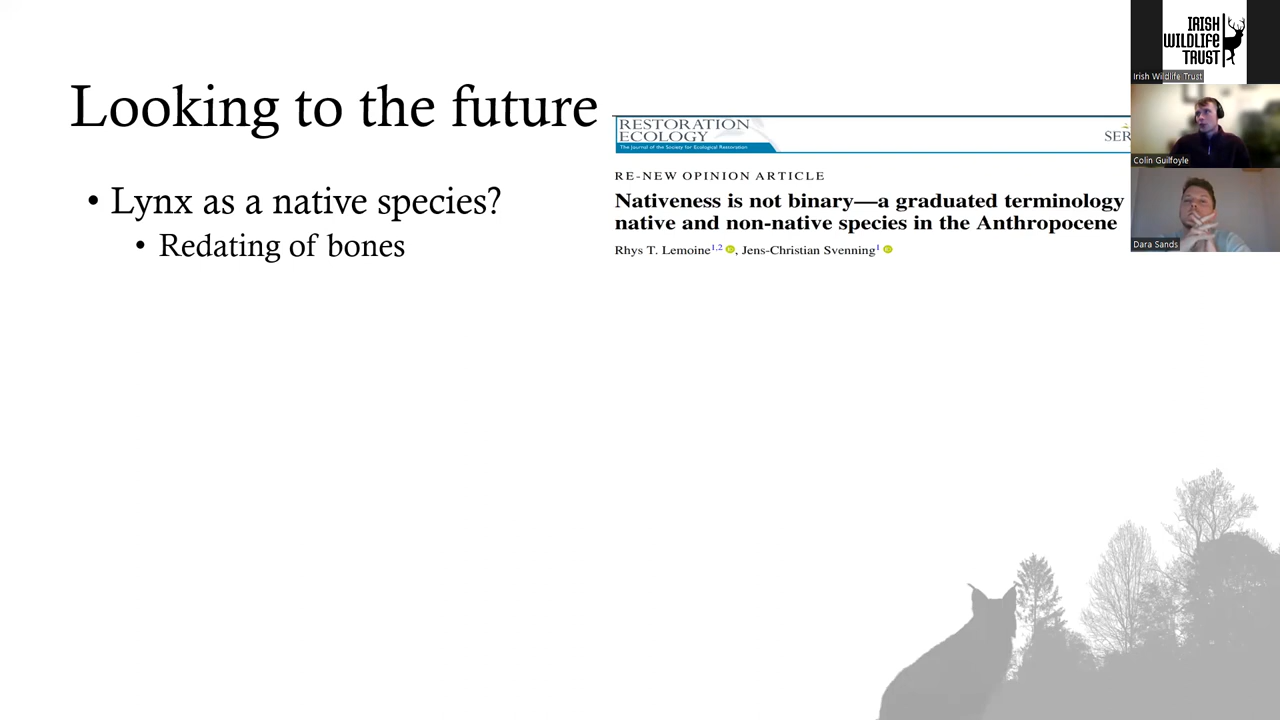 Looking to the future
• Lynx as a native species?
• Redating of bones
RESTORATION
ECOLOGY
The Journal of the Society for Ecological Restoration
SER
RE-NEW OPINION ARTICLE
Nativeness is not binary—a graduated terminology
native and non-native species in the Anthropocene
Rhys T. Lemoine1,2 iD, Jens-Christian Svenning1 iD
IRISH
WILDLIFE
TRUST
Irish Wildlife Trust
Colin Guilfoyle
Dara Sands